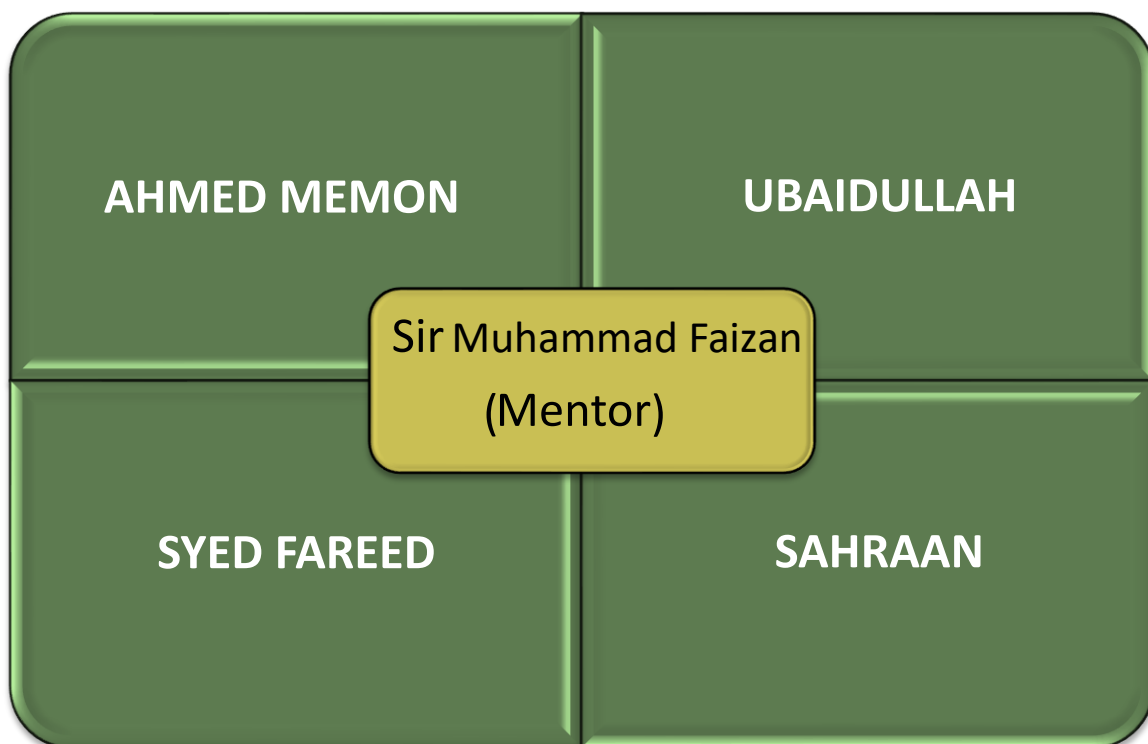 AHMED MEMON
UBAIDULLAH
Sir Muhammad Faizan
(Mentor)
SYED FAREED
SAHRAAN